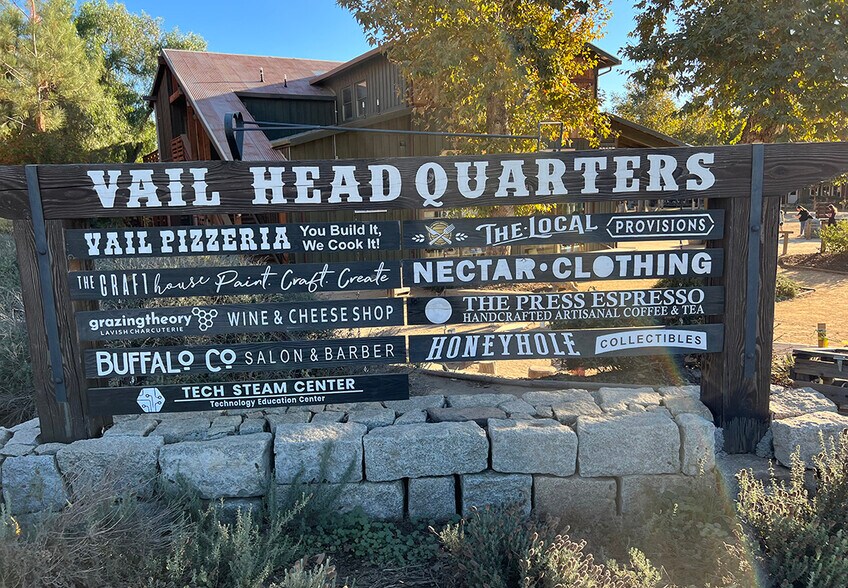 VAIL HEADQUARTERS
VAIL PIZZERIA You Build It,
We Cook It!
THE CRAFThouse Paint. Craft. Create
grazingtheory LAVISH CHARCUTERIE WINE & CHEESE SHOP
BUFFALO CO SALON & BARBER
TECH STEAM CENTER
Technology Education Center
THE·LOCAL PROVISIONS
NECTAR·CLOTHING
THE PRESS ESPRESSO
HANDCRAFTED ARTISANAL COFFEE & TEA
HONEYHOLE COLLECTIBLES